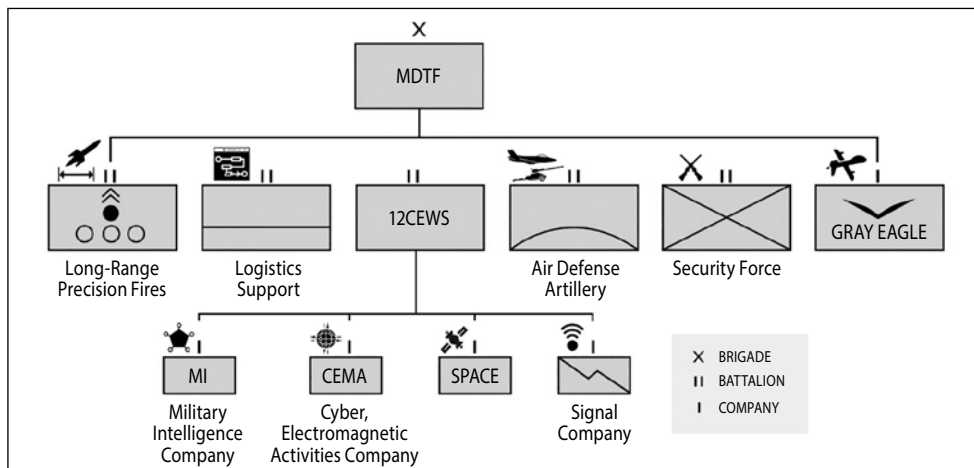 X
MDTF
II
II
II
II
II
I
12CEWS
GRAY EAGLE
Long-Range
Precision Fires
Logistics
Support
Air Defense
Artillery
Security Force
I
I
I
I
MI
CEMA
SPACE
Military
Intelligence
Company
Cyber,
Electromagnetic
Activities Company
Signal
Company
X BRIGADE
II BATTALION
I COMPANY